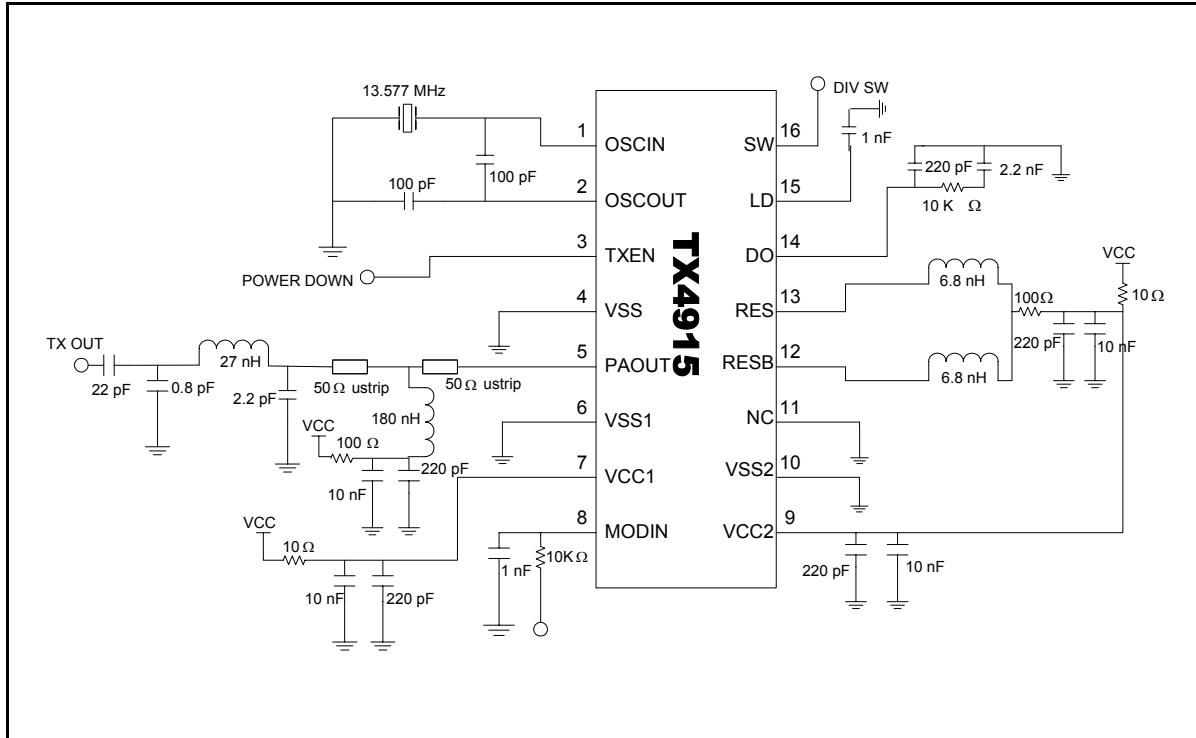 13.577 MHz
100 pF
100 pF
POWER DOWN
TX OUT
22 pF
0.8 pF
27 nH
2.2 pF
50Ω ustrip
50Ω ustrip
180 nH
VCC
100 Ω
10 nF
220 pF
VCC
10Ω
10 nF
220 pF
1 nF
10KΩ
1
OSCIN
2
OSCOUT
3
TXEN
4
VSS
5
PAOUT
6
VSS1
7
VCC1
8
MODIN
TX4915
16
SW
15
LD
14
DO
13
RES
12
RESB
11
NC
10
VSS2
9
VCC2
DIV SW
1 nF
220 pF
2.2 nF
10 K Ω
6.8 nH
6.8 nH
100Ω
VCC
10Ω
220 pF
10 nF
220 pF
10 nF